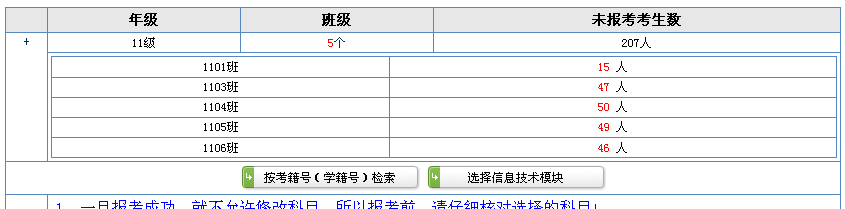 年级 班级 未报考考生数
+ 11级 5个 207人
1101班 15 人
1103班 47 人
1104班 50 人
1105班 49 人
1106班 46 人
按考籍号（学籍号）检索 选择信息技术模块
1、一旦报考成功，就不允许修改科目，所以报考前，请仔细核对选择的科目！